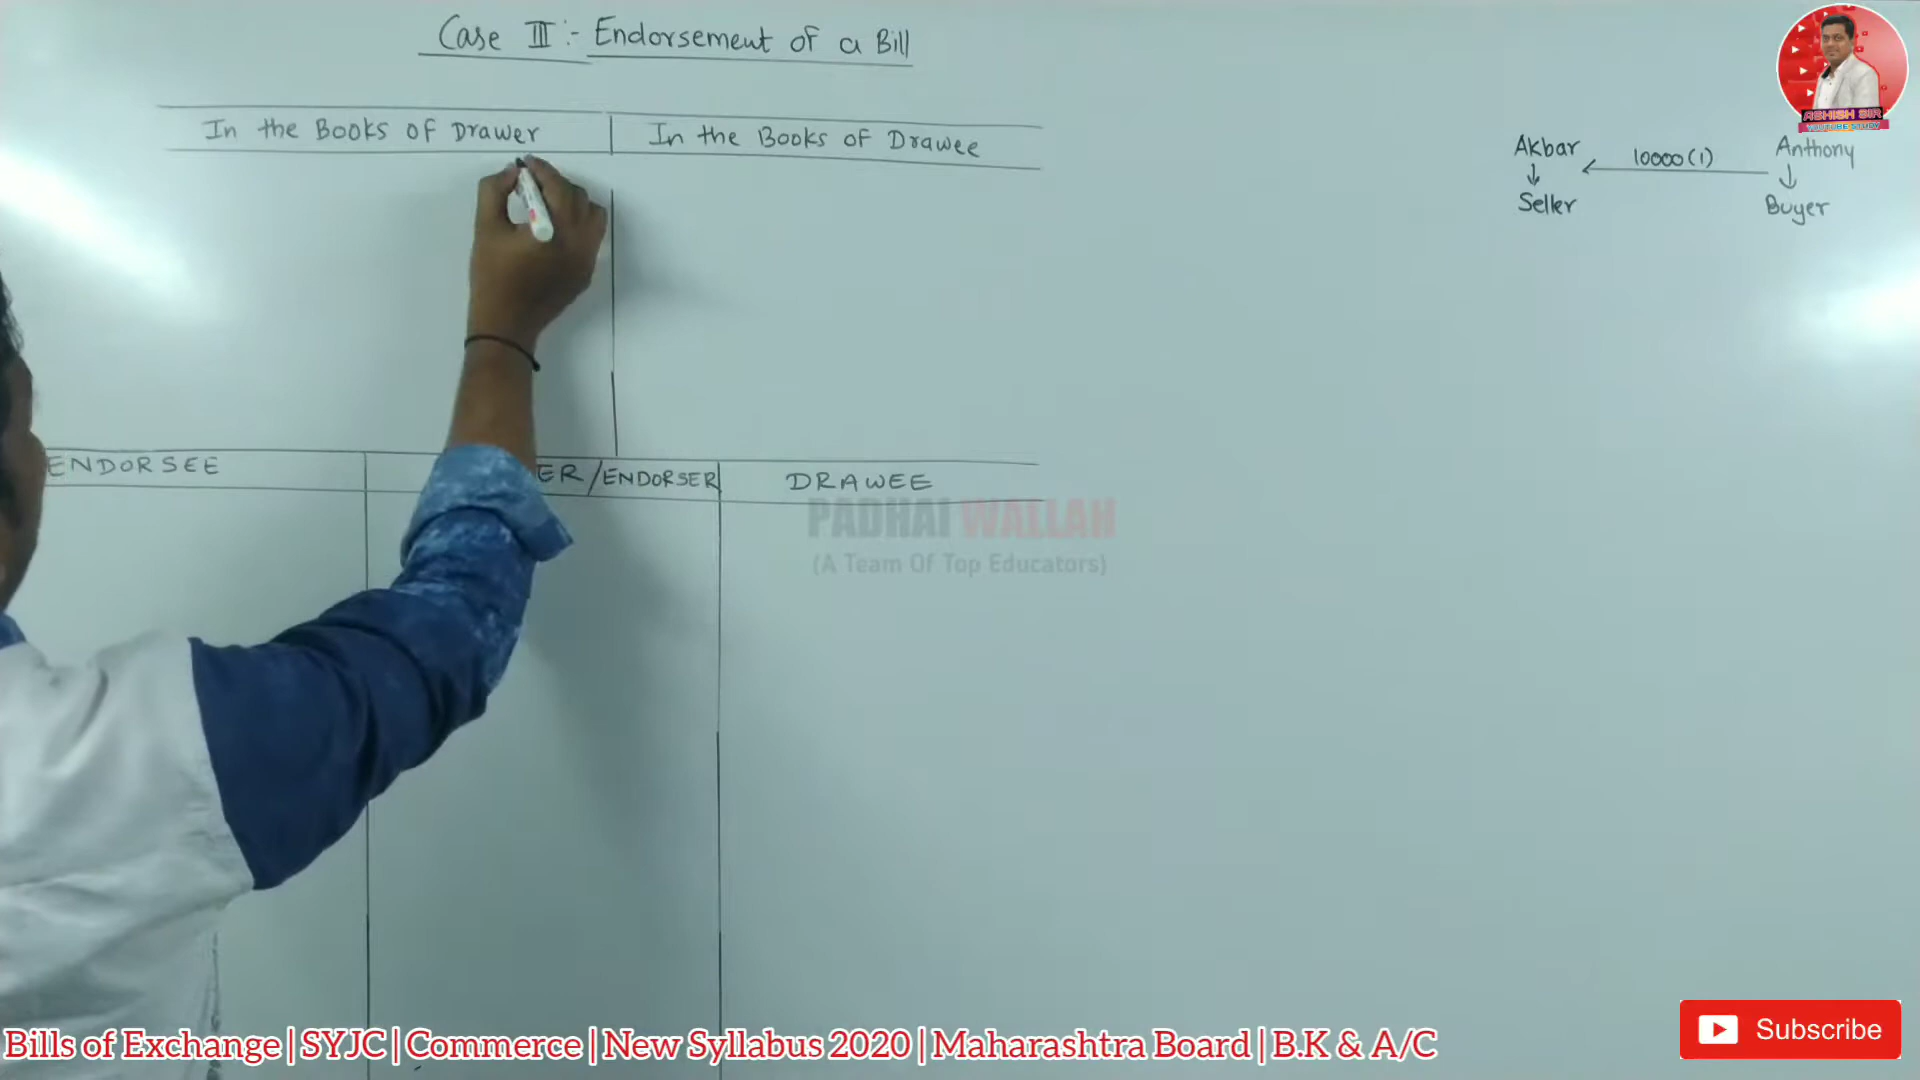 Case III :- Endorsement of a Bill
In the Books of Drawer
In the Books of Drawee
Akbar
10000 (1)
Anthony
Seller
Buyer
ENDORSEE
ER / ENDORSER
DRAWEE
PADHAI WALLAH
(A Team Of Top Educators)
ASHISH SIR
YOUTUBE STUDY
Bills of Exchange | SYJC | Commerce | New Syllabus 2020 | Maharashtra Board | B.K & A/C
Subscribe